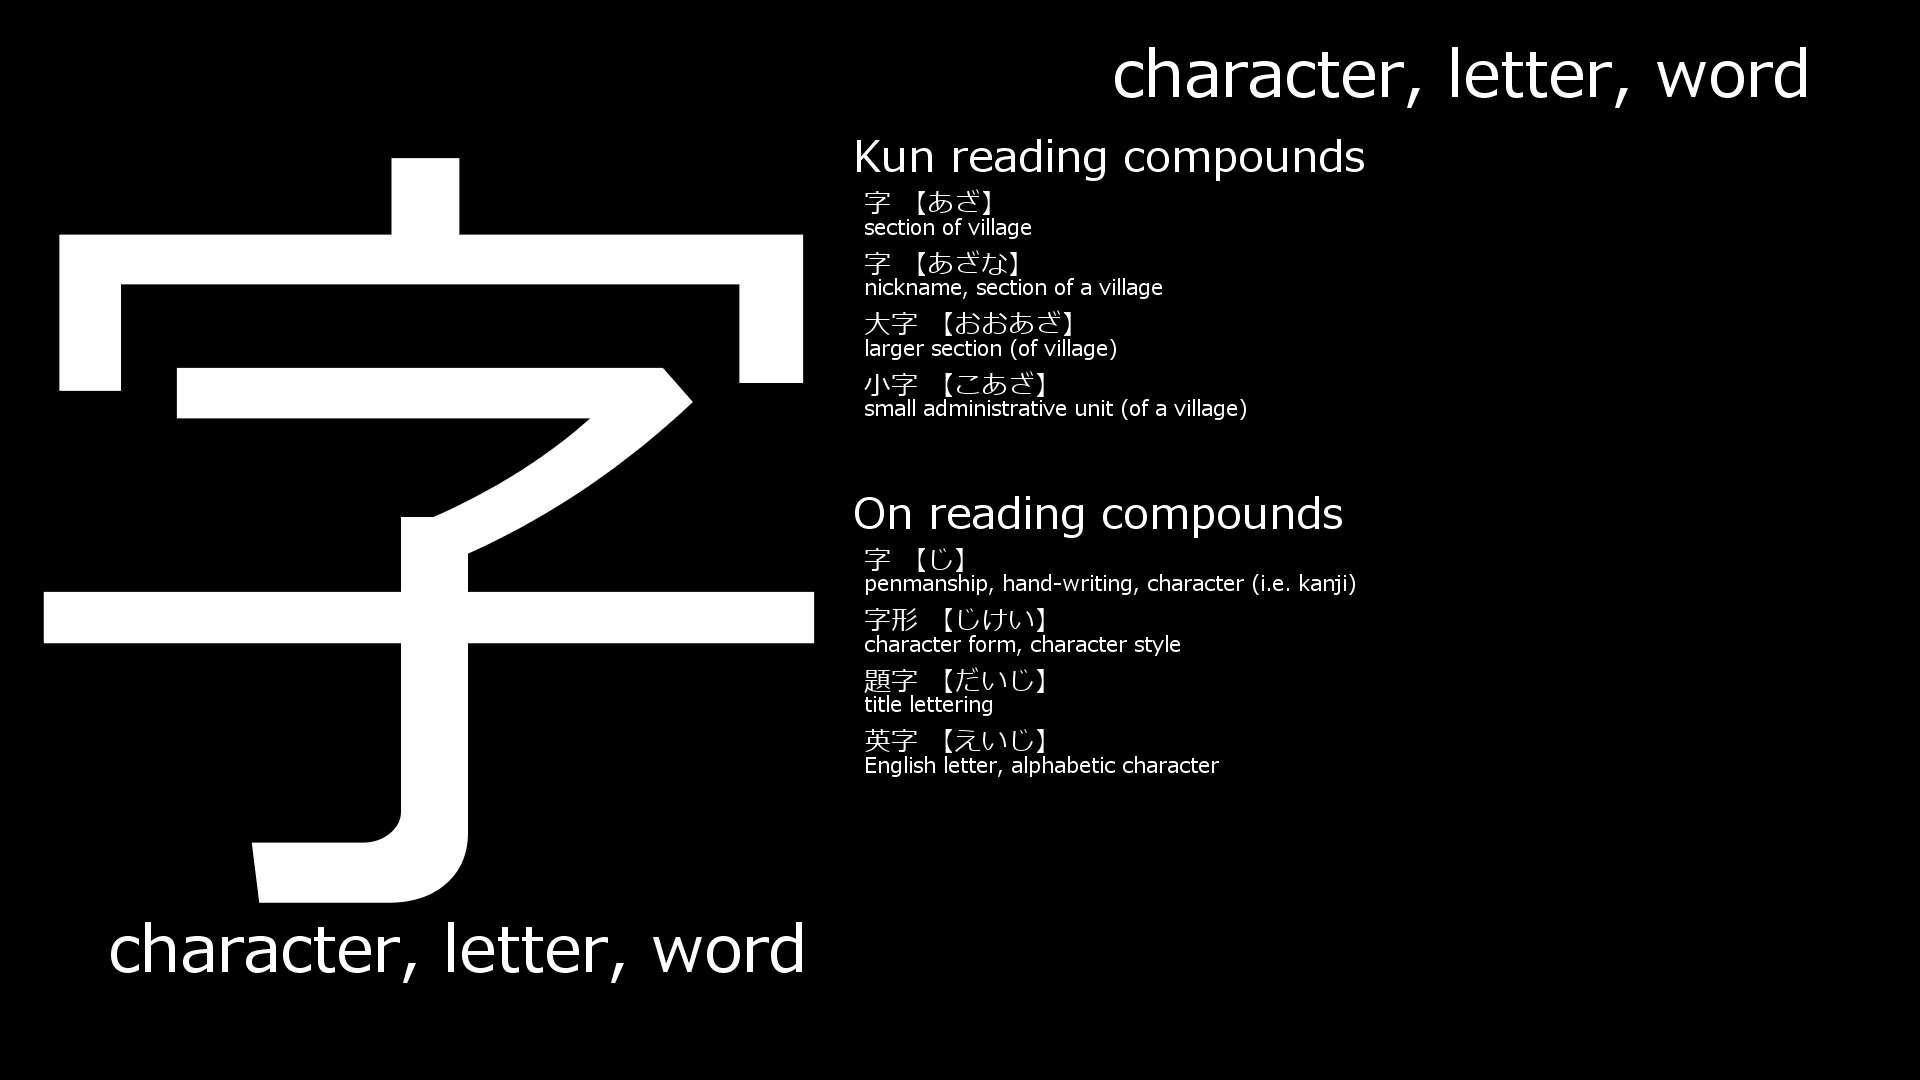 字
character, letter, word
character, letter, word
Kun reading compounds
字 【あざ】
section of village
字 【あざな】
nickname, section of a village
大字 【おおあざ】
larger section (of village)
小字 【こあざ】
small administrative unit (of a village)
On reading compounds
字 【じ】
penmanship, hand-writing, character (i.e. kanji)
字形 【じけい】
character form, character style
題字 【だいじ】
title lettering
英字 【えいじ】
English letter, alphabetic character